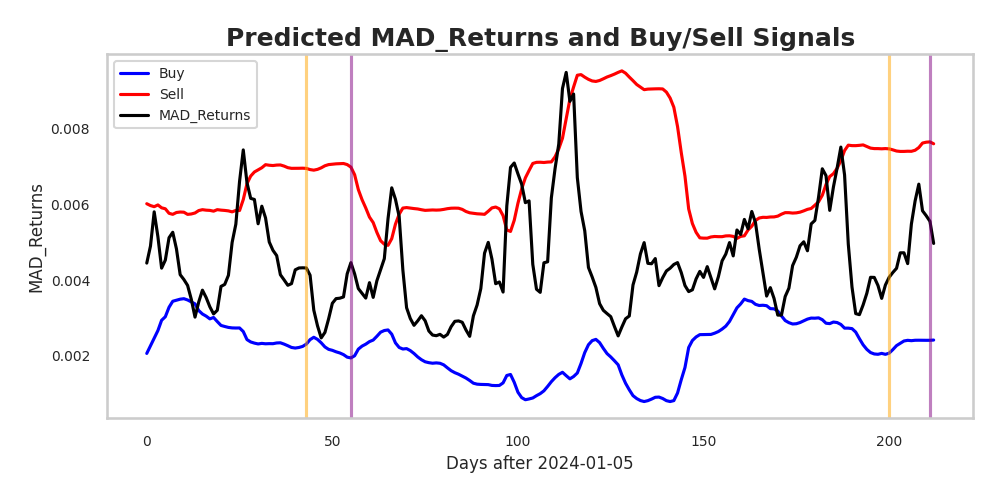 Predicted MAD_Returns and Buy/Sell Signals
Buy
Sell
MAD_Returns
MAD_Returns
0.008
0.006
0.004
0.002
0 50 100 150 200
Days after 2024-01-05